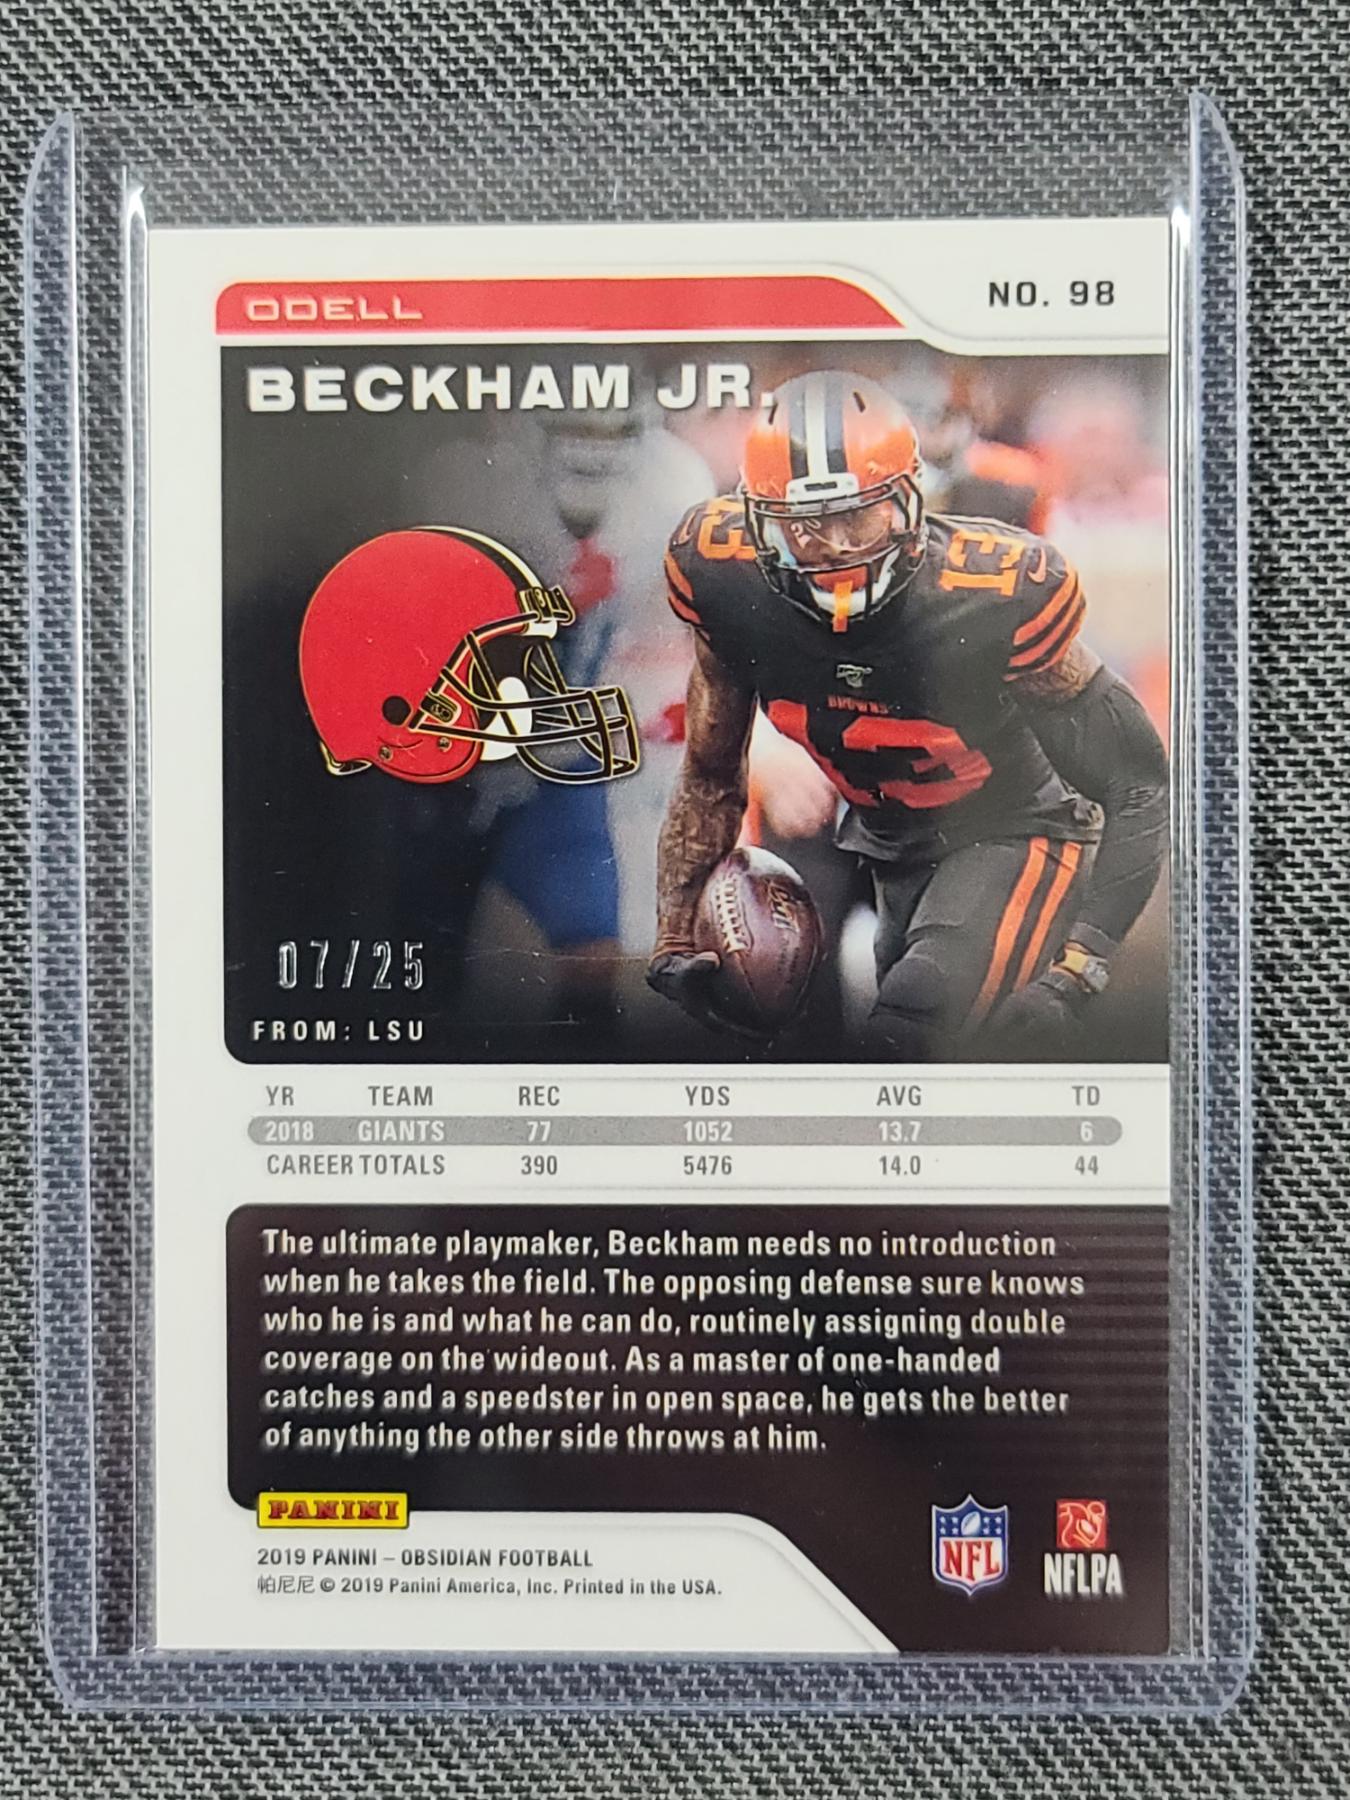 ODELL
NO. 98
BECKHAM JR.
13
13
BROWNS
13
07/25
FROM: LSU
YR TEAM REC YDS AVG TD
2018 GIANTS 77 1052 13.7 6
CAREER TOTALS 390 5476 14.0 44
The ultimate playmaker, Beckham needs no introduction
when he takes the field. The opposing defense sure knows
who he is and what he can do, routinely assigning double
coverage on the wideout. As a master of one-handed
catches and a speedster in open space, he gets the better
of anything the other side throws at him.
PANINI
2019 PANINI – OBSIDIAN FOOTBALL
帕尼尼 © 2019 Panini America, Inc. Printed in the USA.
NFL
NFLPA